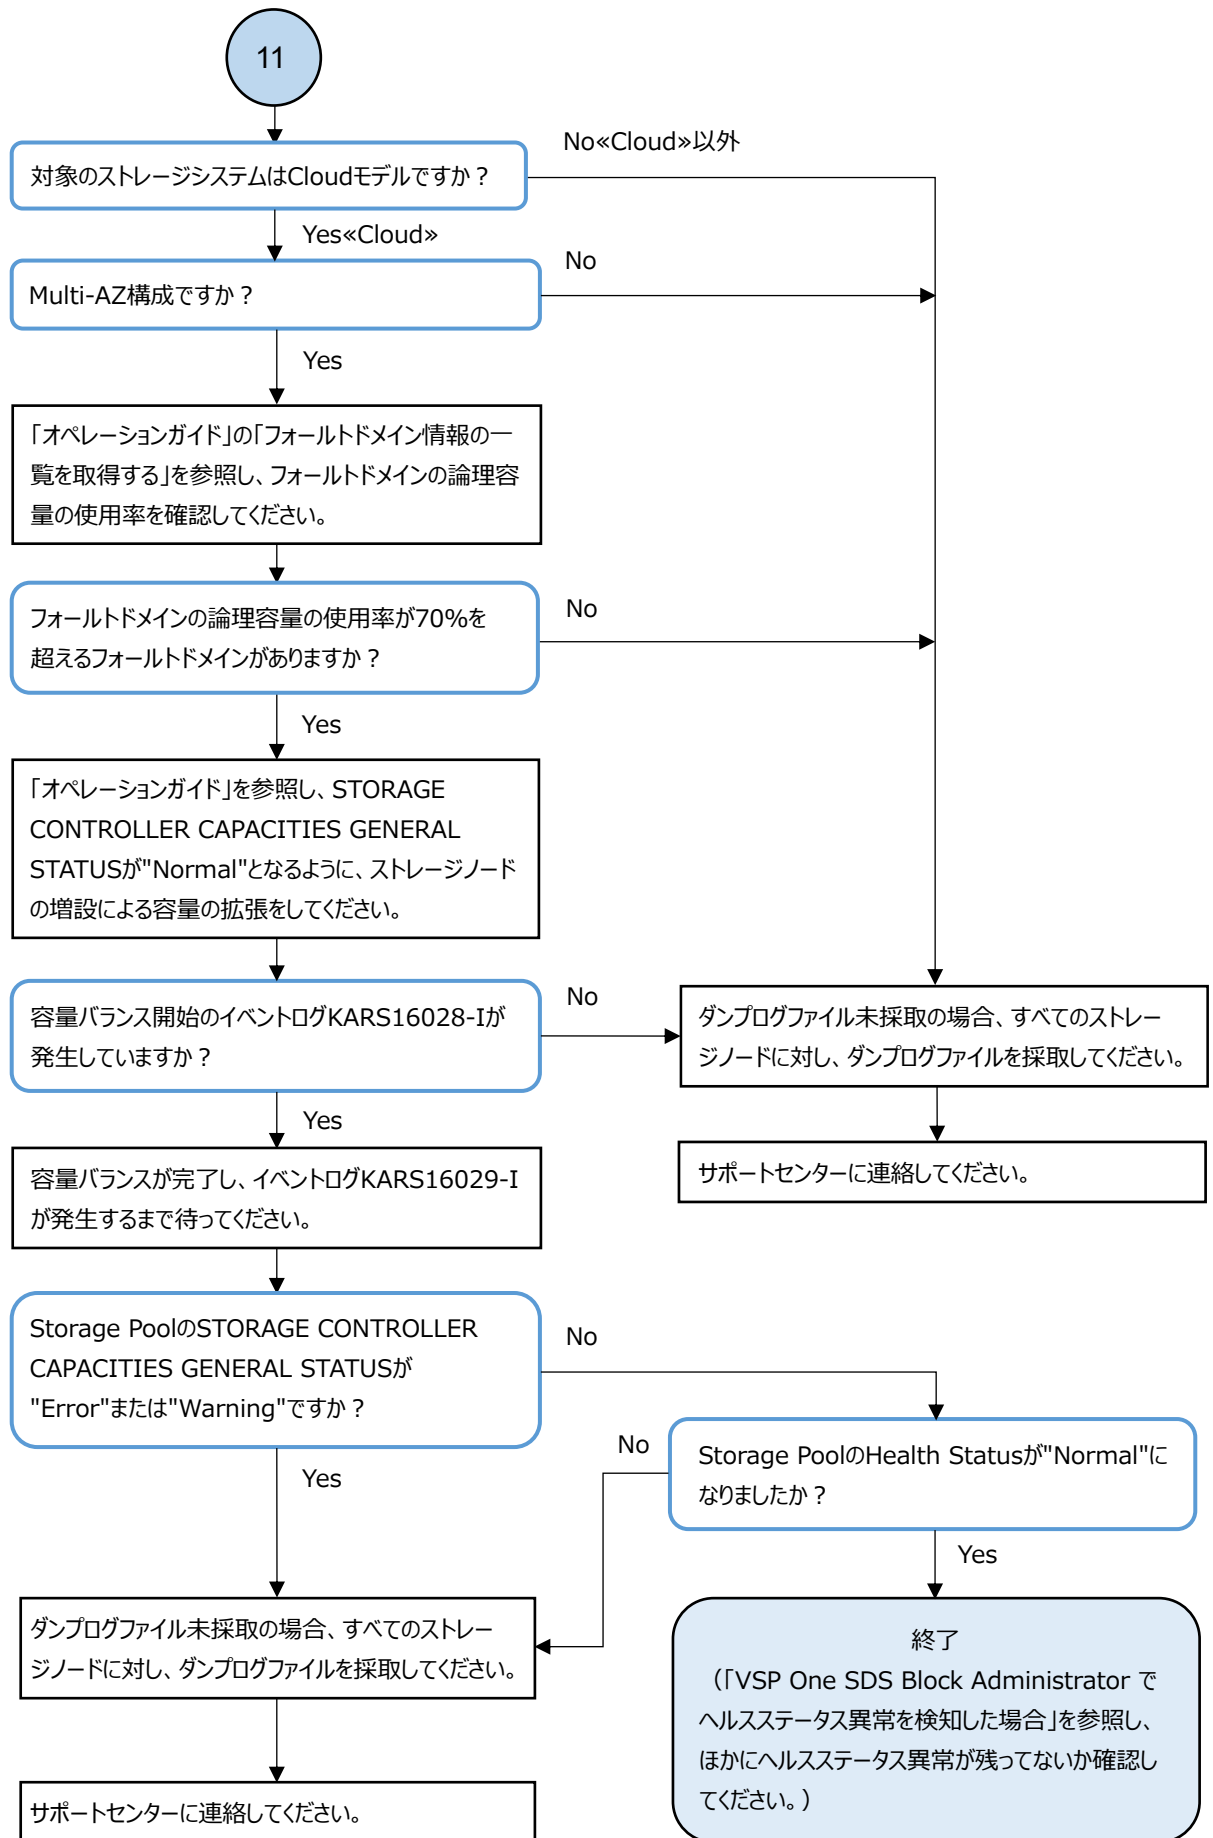 11
対象のストレージシステムはCloudモデルですか？
No«Cloud»以外
Yes«Cloud»
Multi-AZ構成ですか？
No
Yes
「オペレーションガイド」の「フォールトドメイン情報の一
覧を取得する」を参照し、フォールトドメインの論理容
量の使用率を確認してください。
フォールトドメインの論理容量の使用率が70%を
超えるフォールトドメインがありますか？
No
Yes
「オペレーションガイド」を参照し、STORAGE
CONTROLLER CAPACITIES GENERAL
STATUSが"Normal"となるように、ストレージノード
の増設による容量の拡張をしてください。
容量バランス開始のイベントログKARS16028-Iが
発生していますか？
No
ダンプログファイル未採取の場合、すべてのストレー
ジノードに対し、ダンプログファイルを採取してください。
サポートセンターに連絡してください。
Yes
容量バランスが完了し、イベントログKARS16029-I
が発生するまで待ってください。
Storage PoolのSTORAGE CONTROLLER
CAPACITIES GENERAL STATUSが
"Error"または"Warning"ですか？
No
Storage PoolのHealth Statusが"Normal"に
なりましたか？
No
Yes
Yes
ダンプログファイル未採取の場合、すべてのストレー
ジノードに対し、ダンプログファイルを採取してください。
サポートセンターに連絡してください。
終了
（「VSP One SDS Block Administrator で
ヘルスステータス異常を検知した場合」を参照し、
ほかにヘルスステータス異常が残ってないか確認し
てください。）